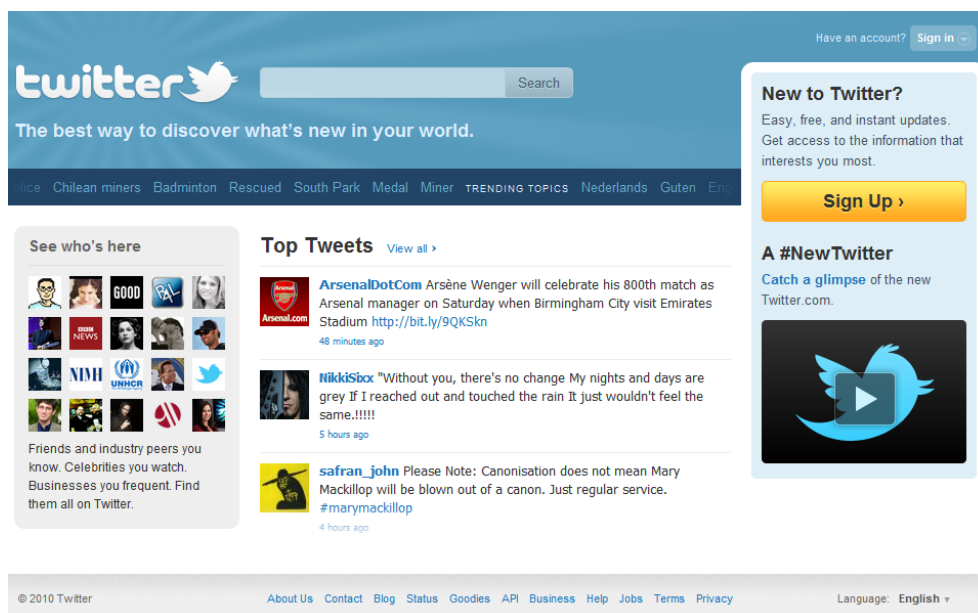 Have an account? Sign in
twitter
Search
The best way to discover what's new in your world.
Chilean miners Badminton Rescued South Park Medal Miner TRENDING TOPICS Nederlands Guten
New to Twitter?
Easy, free, and instant updates.
Get access to the information that
interests you most.
Sign Up ›
A #NewTwitter
Catch a glimpse of the new
Twitter.com.
See who's here
GOOD
BBC
NEWS
NIMH
UNHCR
Friends and industry peers you
know. Celebrities you watch.
Businesses you frequent. Find
them all on Twitter.
Top Tweets View all ›
Arsenal
Arsenal.com
ArsenalDotCom Arsène Wenger will celebrate his 800th match as
Arsenal manager on Saturday when Birmingham City visit Emirates
Stadium http://bit.ly/9QKSkn
48 minutes ago
NikkiSixx "Without you, there's no change My nights and days are
grey If I reached out and touched the rain It just wouldn't feel the
same.!!!!!
5 hours ago
safran_john Please Note: Canonisation does not mean Mary
Mackillop will be blown out of a canon. Just regular service.
#marymackillop
4 hours ago
© 2010 Twitter
About Us Contact Blog Status Goodies API Business Help Jobs Terms Privacy
Language: English